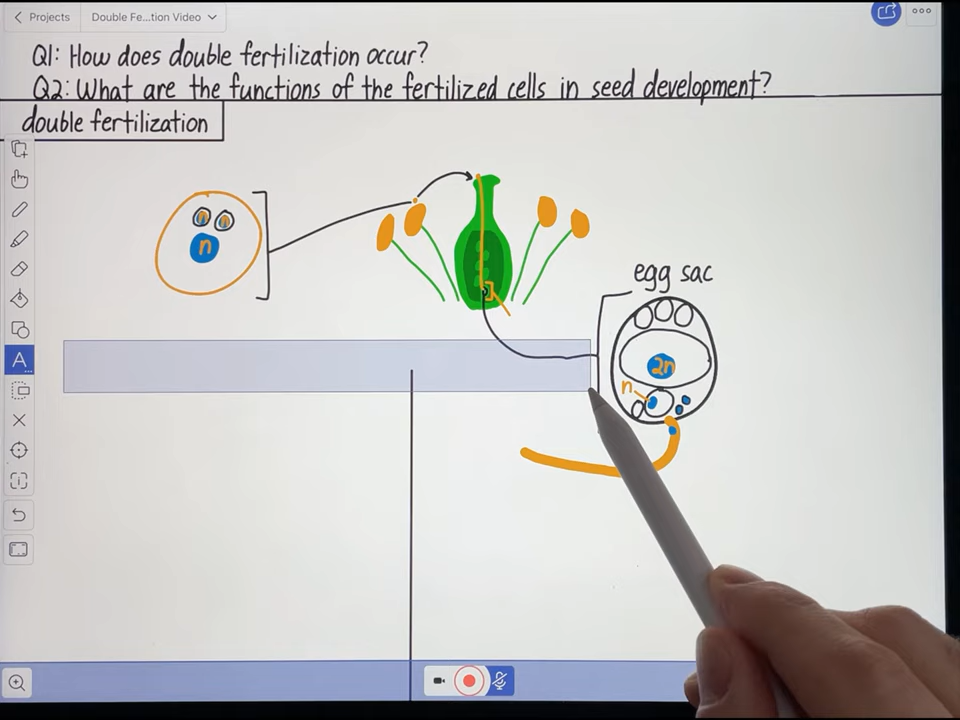 Projects
Double Fe...tion Video
Q1: How does double fertilization occur?
Q2: What are the functions of the fertilized cells in seed development?
double fertilization
n
egg sac
2n
n
A